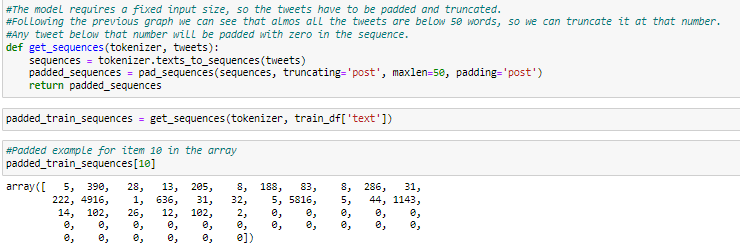 #The model requires a fixed input size, so the tweets have to be padded and truncated.
#Following the previous graph we can see that almos all the tweets are below 50 words, so we can truncate it at that number.
#Any tweet below that number will be padded with zero in the sequence.
def get_sequences(tokenizer, tweets):
    sequences = tokenizer.texts_to_sequences(tweets)
    padded_sequences = pad_sequences(sequences, truncating='post', maxlen=50, padding='post')
    return padded_sequences
padded_train_sequences = get_sequences(tokenizer, train_df['text'])
#Padded example for item 10 in the array
padded_train_sequences[10]
array([   5,  390,   28,   13,  205,    8,  188,   83,    8,  286,   31,
        222, 4916,    1,  636,   31,   32,    5, 5816,    5,   44, 1143,
         14,  102,   26,   12,  102,    2,    0,    0,    0,    0,    0,
          0,    0,    0,    0,    0,    0,    0,    0,    0,    0,    0,
          0,    0,    0,    0,    0,    0])